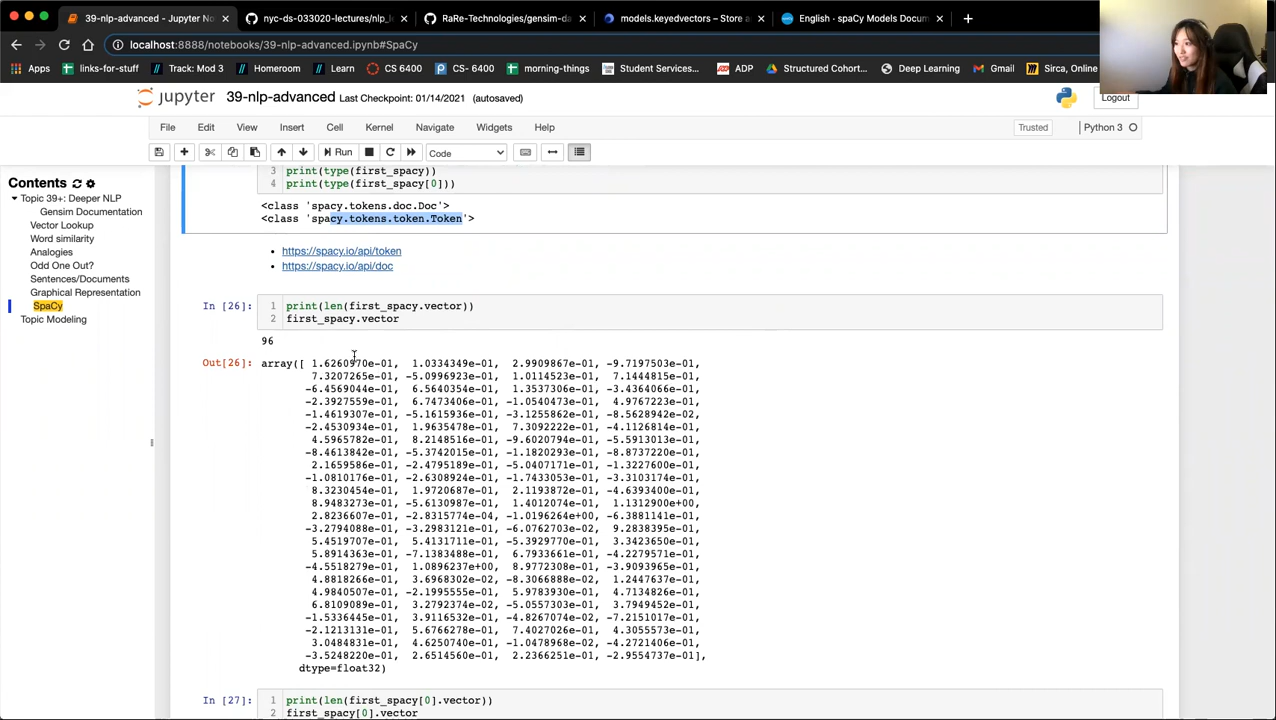 39-nlp-advanced - Jupyter No
nyc-ds-033020-lectures/nlp_l
RaRe-Technologies/gensim-da
models.keyedvectors – Store a
English · spaCy Models Docum
localhost:8888/notebooks/39-nlp-advanced.ipynb#SpaCy
Apps links-for-stuff Track: Mod 3 Homeroom Learn CS 6400 CS- 6400 morning-things Student Services... ADP Structured Cohort... Deep Learning Gmail Sirca, Online
jupyter 39-nlp-advanced Last Checkpoint: 01/14/2021 (autosaved)
Logout
File Edit View Insert Cell Kernel Navigate Widgets Help
Trusted Python 3
Run Code
Contents
Topic 39+: Deeper NLP
Gensim Documentation
Vector Lookup
Word similarity
Analogies
Odd One Out?
Sentences/Documents
Graphical Representation
SpaCy
Topic Modeling
3 print(type(first_spacy))
4 print(type(first_spacy[0]))
<class 'spacy.tokens.doc.Doc'>
<class 'spacy.tokens.token.Token'>
https://spacy.io/api/token
https://spacy.io/api/doc
In [26]: 1 print(len(first_spacy.vector))
2 first_spacy.vector
96
Out[26]: array([ 1.6260970e-01, 1.0334349e-01, 2.9909867e-01, -9.7197503e-01,
7.3207265e-01, -5.0996923e-01, 1.0114523e-01, 7.1444815e-01,
-6.4569044e-01, 6.5640354e-01, 1.3537306e-01, -3.4364066e-01,
-2.3927559e-01, 6.7473406e-01, -1.0540473e-01, 4.9767223e-01,
-1.4619307e-01, -5.1615936e-01, -3.1255862e-01, -8.5628942e-02,
-2.4530934e-01, 1.9635478e-01, 7.3092222e-01, -4.1126814e-01,
4.5965782e-01, 8.2148516e-01, -9.6020794e-01, -5.5913013e-01,
-8.4613842e-01, -5.3742015e-01, -1.1820293e-01, -8.8737220e-01,
2.1659586e-01, -2.4795189e-01, -5.0407171e-01, -1.3227600e-01,
-1.0810176e-01, -2.6308924e-01, -1.7433053e-01, -3.3103174e-01,
8.3230454e-01, 1.9720687e-01, 2.1193872e-01, -4.6393400e-01,
8.9483273e-01, -5.6130987e-01, 1.4012074e-01, 1.1312900e+00,
2.8236607e-01, -2.8315774e-04, -1.0196264e+00, -6.3881141e-01,
-3.2794088e-01, -3.2983121e-01, -6.0762703e-02, 9.2838395e-01,
5.4519707e-01, 5.4131711e-01, -5.3929770e-01, 3.3423650e-01,
5.8914363e-01, -7.1383488e-01, 6.7933661e-01, -4.2279571e-01,
-4.5518279e-01, 1.0896237e+00, 8.9772308e-01, -3.9093965e-01,
4.8818266e-01, 3.6968302e-02, -8.3066888e-02, 1.2447637e-01,
4.9840507e-01, -2.1995555e-01, 5.9783930e-01, 4.7134826e-01,
6.8109089e-01, 3.2792374e-02, -5.0557303e-01, 3.7949452e-01,
-1.5336445e-01, 3.9116532e-01, -4.8267074e-02, -7.2151017e-01,
-2.1213131e-01, 5.6766278e-01, 7.4027026e-01, 4.3055573e-01,
3.0484831e-01, 4.6250740e-01, -1.0478968e-02, -4.2721406e-01,
-3.5248220e-01, 2.6514560e-01, 2.2366251e-01, -2.9554737e-01],
dtype=float32)
In [27]: 1 print(len(first_spacy[0].vector))
2 first_spacy[0].vector